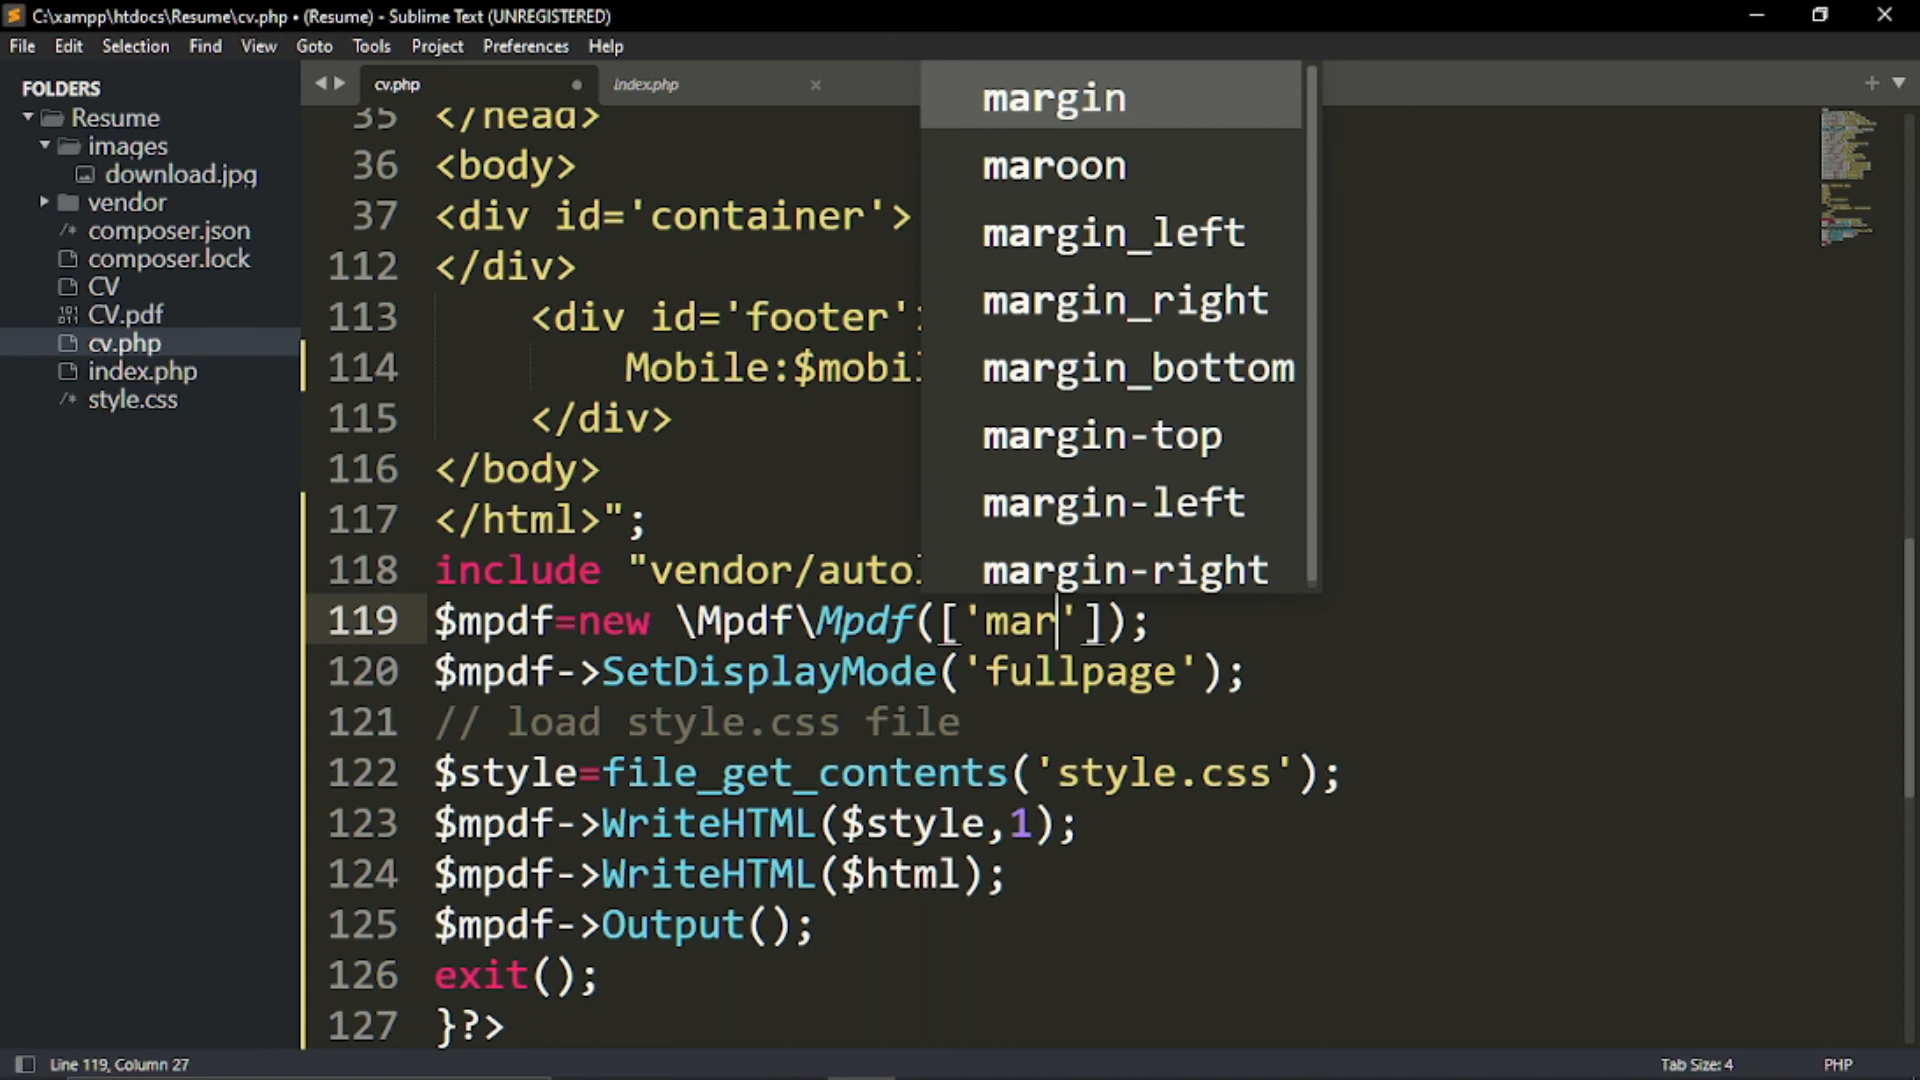 C:\xampp\htdocs\Resume\cv.php • (Resume) - Sublime Text (UNREGISTERED)
File Edit Selection Find View Goto Tools Project Preferences Help
FOLDERS
Resume
images
download.jpg
vendor
composer.json
composer.lock
CV
CV.pdf
cv.php
index.php
style.css
cv.php
index.php
35 </head>
36 <body>
37 <div id='container'>
112 </div>
113 <div id='footer'
114 Mobile:$mobil
115 </div>
116 </body>
117 </html>";
118 include "vendor/autol
119 $mpdf=new \Mpdf\Mpdf(['mar']);
120 $mpdf->SetDisplayMode('fullpage');
121 // load style.css file
122 $style=file_get_contents('style.css');
123 $mpdf->WriteHTML($style,1);
124 $mpdf->WriteHTML($html);
125 $mpdf->Output();
126 exit();
127 }?>
margin
maroon
margin_left
margin_right
margin_bottom
margin-top
margin-left
margin-right
Line 119, Column 27
Tab Size: 4
PHP